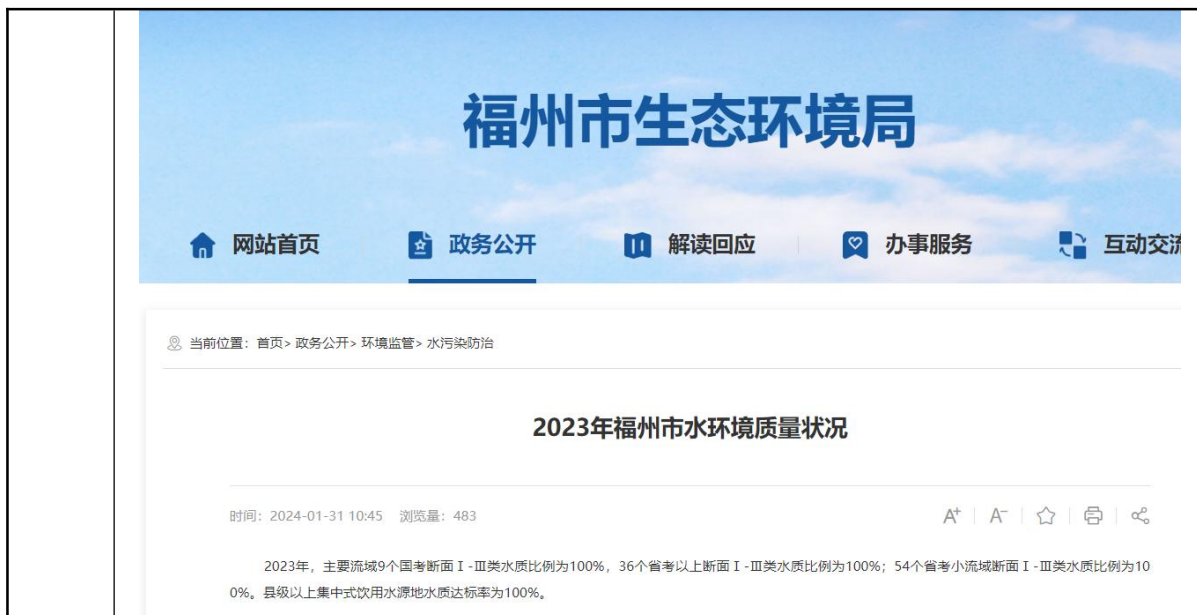 福州市生态环境局
网站首页 政务公开 解读回应 办事服务 互动交流
当前位置：首页> 政务公开> 环境监管> 水污染防治
2023年福州市水环境质量状况
时间：2024-01-31 10:45 浏览量：483 A+ A-
2023年，主要流域9个国考断面Ⅰ-Ⅲ类水质比例为100%，36个省考以上断面Ⅰ-Ⅲ类水质比例为100%；54个省考小流域断面Ⅰ-Ⅲ类水质比例为10
0%。县级以上集中式饮用水源地水质达标率为100%。